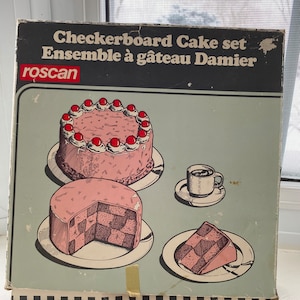 Checkerboard Cake set
Ensemble à gâteau Damier
roscan